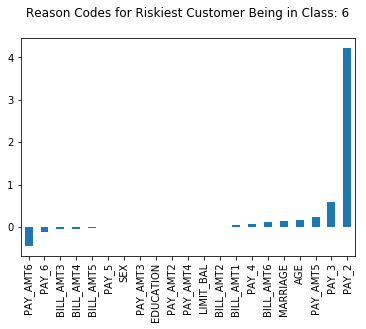 Reason Codes for Riskiest Customer Being in Class: 6
4
3
2
1
0
PAY_AMT6
PAY_6
BILL_AMT3
BILL_AMT4
BILL_AMT5
PAY_5
SEX
PAY_AMT3
EDUCATION
PAY_AMT2
PAY_AMT4
LIMIT_BAL
BILL_AMT2
BILL_AMT1
PAY_4
BILL_AMT6
MARRIAGE
AGE
PAY_AMT5
PAY_3
PAY_2